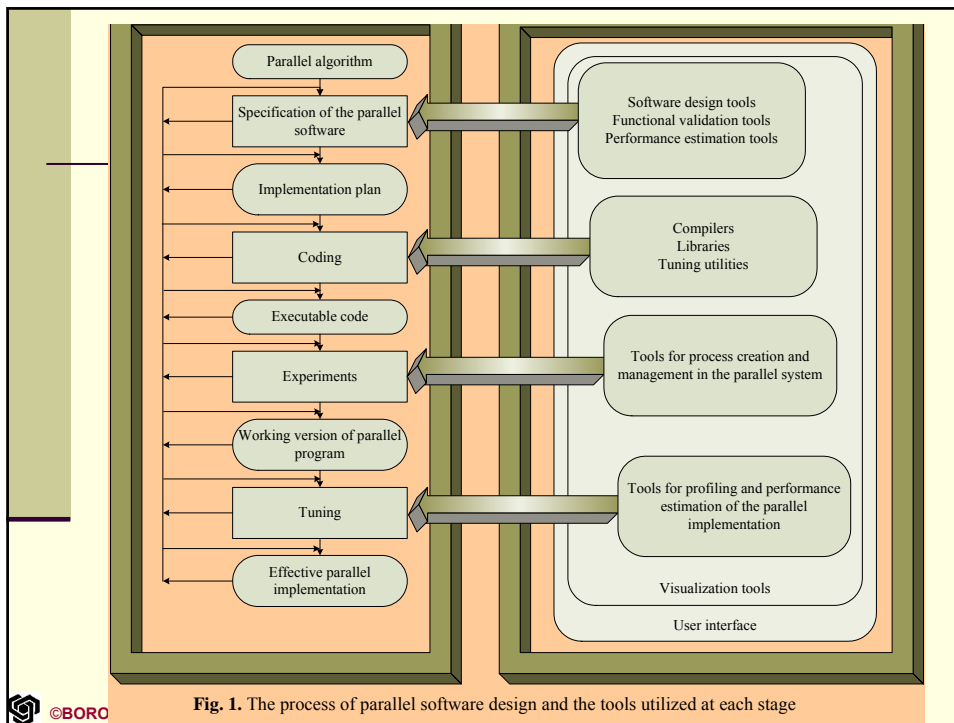 Parallel algorithm
Specification of the parallel
software
Implementation plan
Coding
Executable code
Experiments
Working version of parallel
program
Tuning
Effective parallel
implementation
Software design tools
Functional validation tools
Performance estimation tools
Compilers
Libraries
Tuning utilities
Tools for process creation and
management in the parallel system
Tools for profiling and performance
estimation of the parallel
implementation
Visualization tools
User interface
©BORO
Fig. 1. The process of parallel software design and the tools utilized at each stage